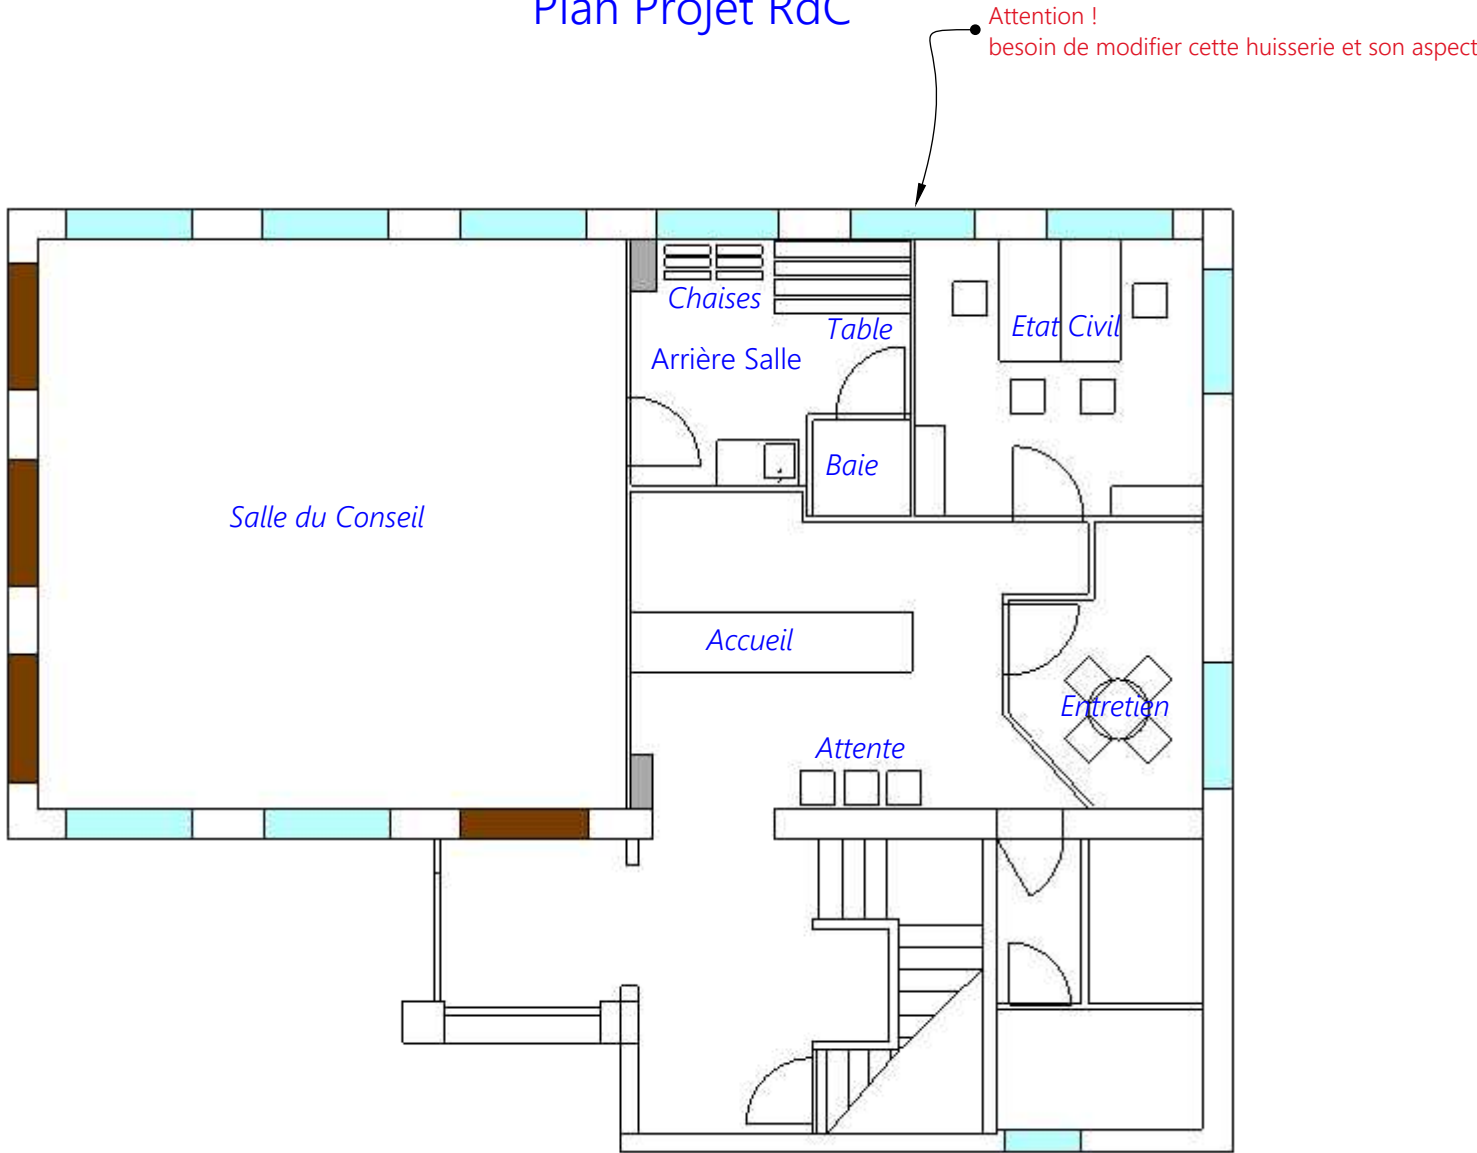 Plan Projet RdC
Attention !
besoin de modifier cette huisserie et son aspect
Chaises
Table
Etat Civil
Arrière Salle
Baie
Salle du Conseil
Accueil
Entretien
Attente